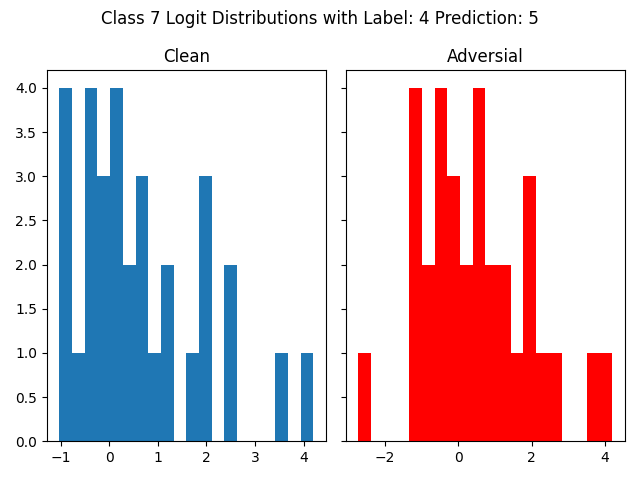 Class 7 Logit Distributions with Label: 4 Prediction: 5
Clean
Adversial
4.0
3.5
3.0
2.5
2.0
1.5
1.0
0.5
0.0
−1 0 1 2 3 4
−2 0 2 4